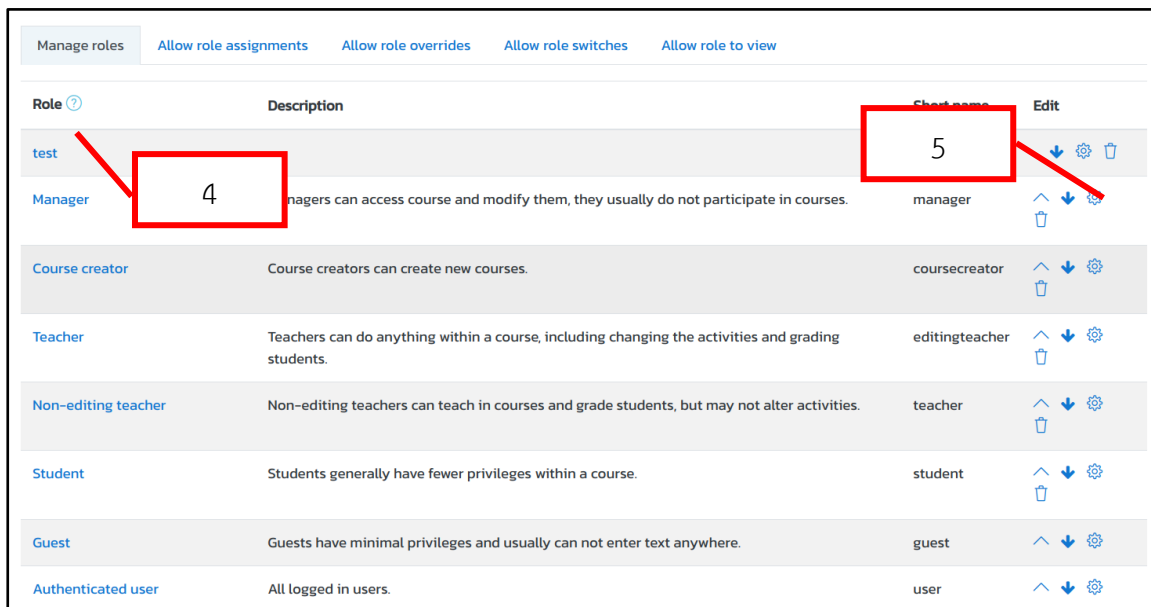 Manage roles Allow role assignments Allow role overrides Allow role switches Allow role to view
Role ? Description Short name Edit
test
4
5
Manager managers can access course and modify them, they usually do not participate in courses. manager
Course creator Course creators can create new courses. coursecreator
Teacher Teachers can do anything within a course, including changing the activities and grading editingteacher
students.
Non-editing teacher Non-editing teachers can teach in courses and grade students, but may not alter activities. teacher
Student Students generally have fewer privileges within a course. student
Guest Guests have minimal privileges and usually can not enter text anywhere. guest
Authenticated user All logged in users. user